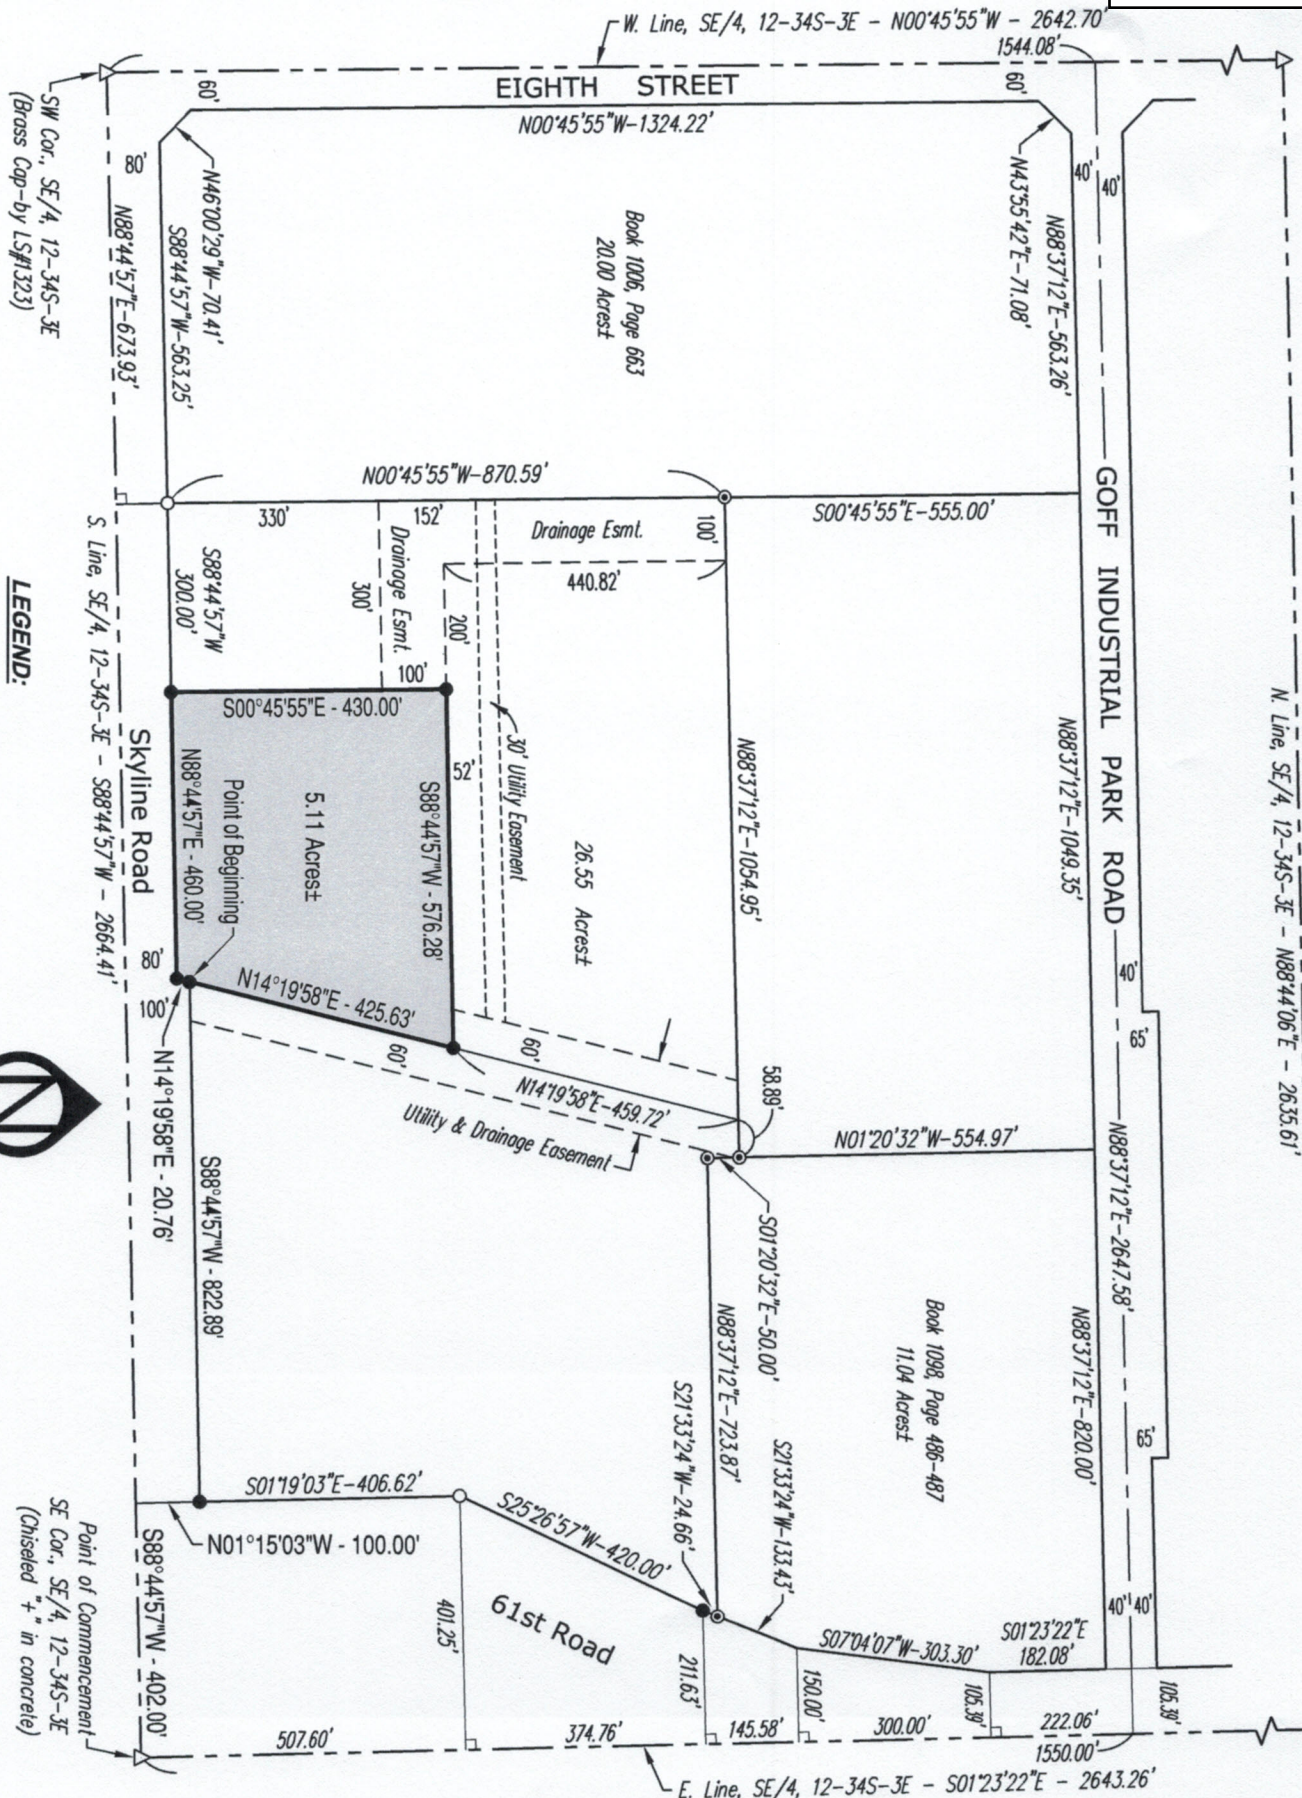 W. Line, SE/4, 12-34S-3E - N00°45'55"W - 2642.70'
1544.08'
60'
EIGHTH STREET
60'
N00°45'55"W-1324.22'
SW Cor., SE/4, 12-34S-3E
(Brass Cap-by LS#1323)
80'
N46°00'29"W-70.41'
N43°55'42"E-71.08'
40'
40'
N88°44'57"E-673.93'
S88°44'57"W-563.25'
Book 1006, Page 663
20.00 Acres±
N88°37'12"E-563.26'
N00°45'55"W-870.59'
S00°45'55"E-555.00'
330'
152'
Drainage Esmt.
100'
440.82'
S88°44'57"W
300.00'
Drainage Esmt.
300'
200'
100'
GOFF INDUSTRIAL PARK ROAD
S. Line, SE/4, 12-34S-3E - S88°44'57"W - 2664.41'
N. Line, SE/4, 12-34S-3E - N88°44'06"E - 2635.61'
LEGEND:
S00°45'55"E - 430.00'
Skyline Road
N88°44'57"E - 460.00'
Point of Beginning
5.11 Acres±
S88°44'57"W - 576.28'
52'
30' Utility Easement
26.55 Acres±
N88°37'12"E-1054.95'
N88°37'12"E-1049.35'
80'
100'
N14°19'58"E - 425.63'
60'
60'
N14°19'58"E-459.72'
58.89'
40'
65'
Utility & Drainage Easement
N01°20'32"W-554.97'
N14°19'58"E - 20.76'
N
S88°44'57"W - 822.89'
S01°20'32"E-50.00'
N88°37'12"E-2647.58'
N88°37'12"E-723.87'
Book 1098, Page 486-487
11.04 Acres±
N88°37'12"E-820.00'
65'
S21°33'24"W-24.66'
S21°33'24"W-133.43'
S01°19'03"E-406.62'
N01°15'03"W - 100.00'
S25°26'57"W-420.00'
61st Road
401.25'
211.63'
150.00'
S07°04'07"W-303.30'
S01°23'22"E
182.08'
40'
40'
105.39'
105.39'
S88°44'57"W - 402.00'
Point of Commencement
SE Cor., SE/4, 12-34S-3E
(Chiseled "+" in concrete)
507.60'
374.76'
145.58'
300.00'
222.06'
1550.00'
E. Line, SE/4, 12-34S-3E - S01°23'22"E - 2643.26'